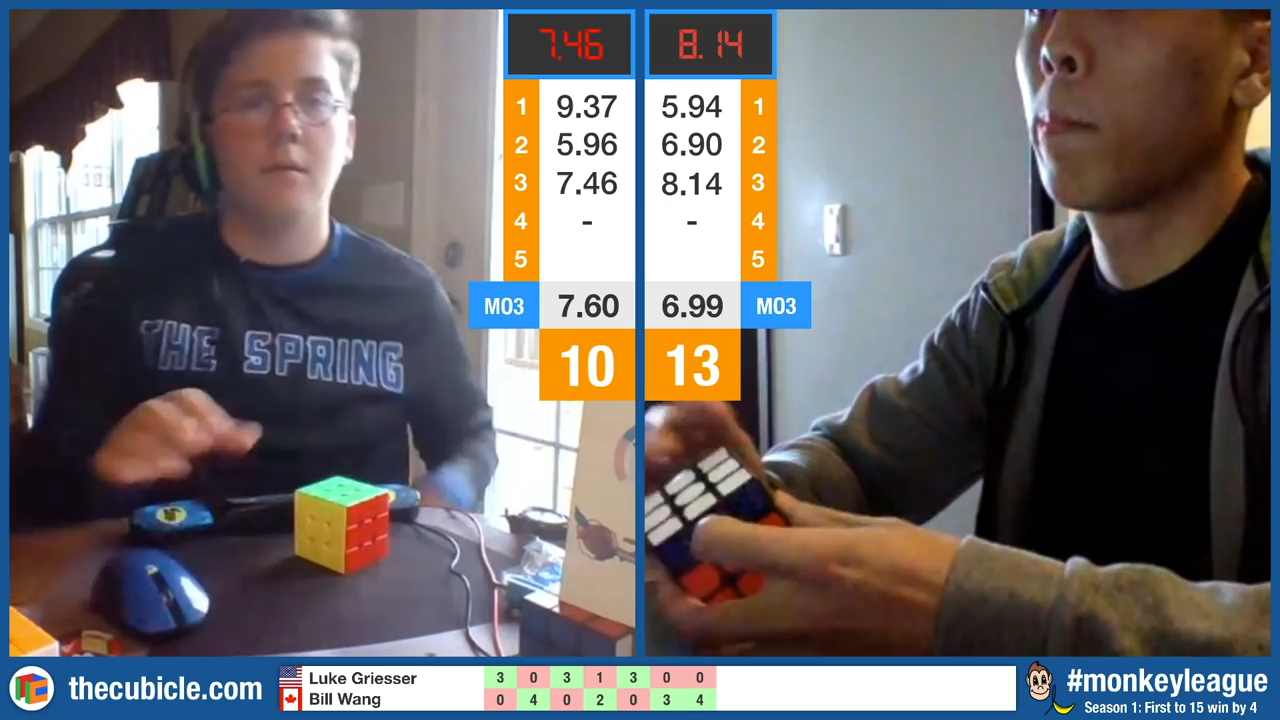 7.46 8.14
1 9.37 5.94 1
2 5.96 6.90 2
3 7.46 8.14 3
4 - - 4
5 5
MO3 7.60 6.99 MO3
10 13
THE SPRING
thecubicle.com
Luke Griesser 3 0 3 1 3 0 0
Bill Wang 0 4 0 2 0 3 4
#monkeyleague
Season 1: First to 15 win by 4